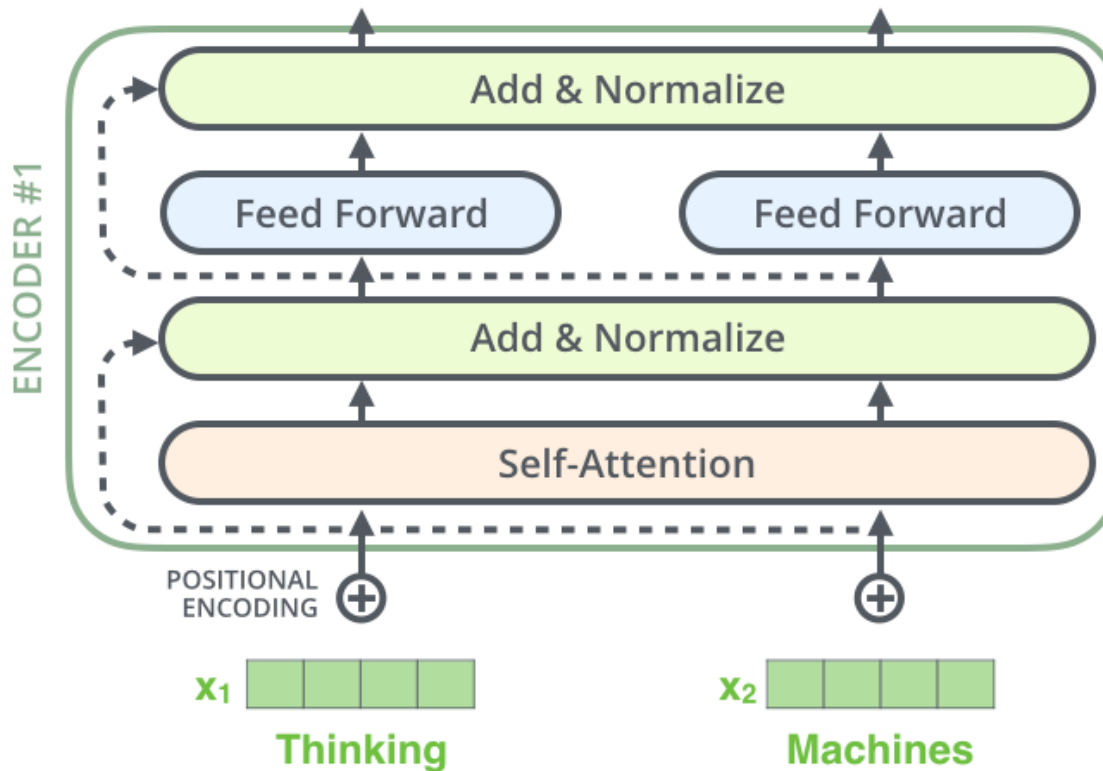 Add & Normalize
Feed Forward
Feed Forward
ENCODER #1
Add & Normalize
Self-Attention
POSITIONAL
ENCODING
x₁
x₂
Thinking
Machines